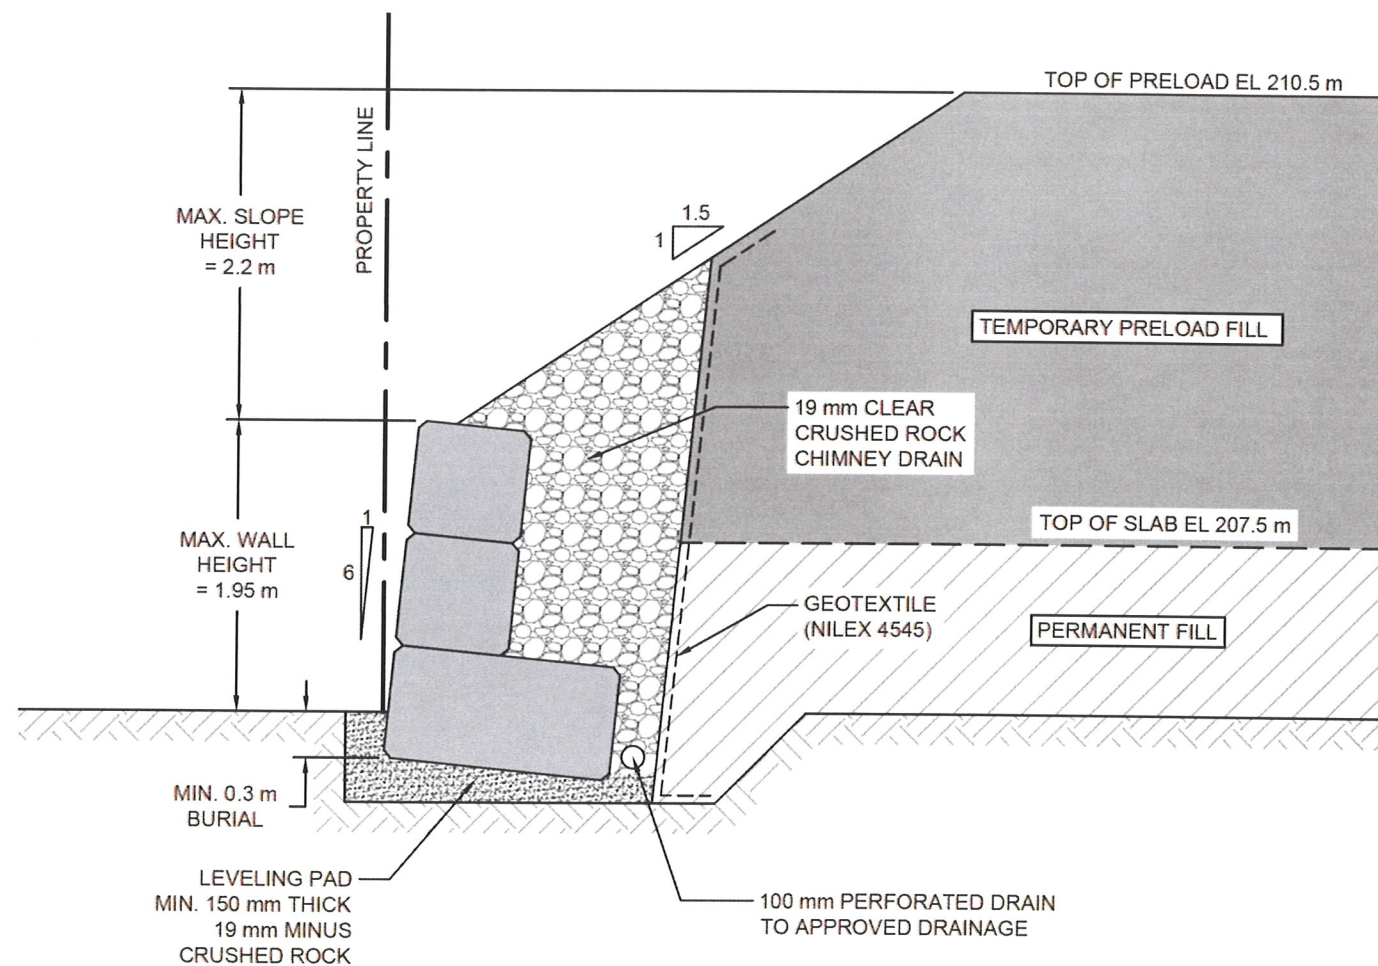 TOP OF PRELOAD EL 210.5 m
PROPERTY LINE
MAX. SLOPE
HEIGHT
= 2.2 m
1.5
1
TEMPORARY PRELOAD FILL
19 mm CLEAR
CRUSHED ROCK
CHIMNEY DRAIN
TOP OF SLAB EL 207.5 m
1
6
MAX. WALL
HEIGHT
= 1.95 m
GEOTEXTILE
(NILEX 4545)
PERMANENT FILL
MIN. 0.3 m
BURIAL
LEVELING PAD
MIN. 150 mm THICK
19 mm MINUS
CRUSHED ROCK
100 mm PERFORATED DRAIN
TO APPROVED DRAINAGE